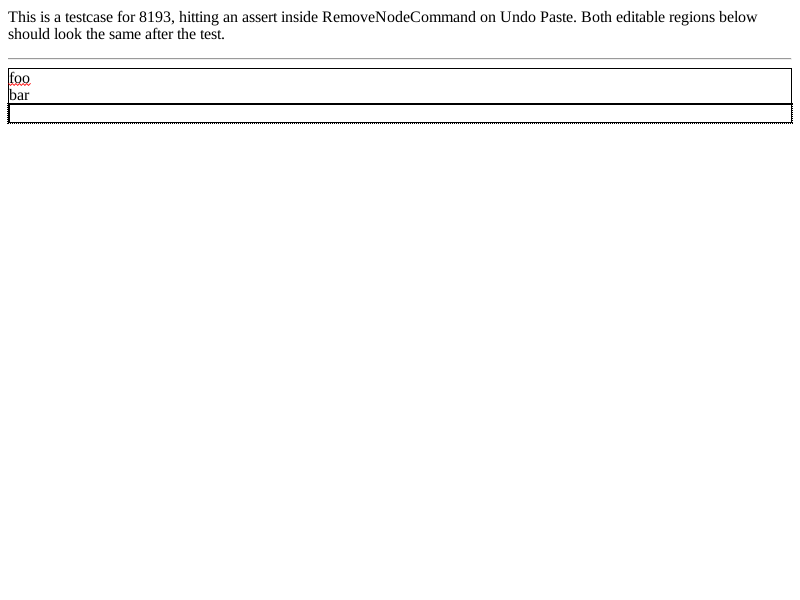 This is a testcase for 8193, hitting an assert inside RemoveNodeCommand on Undo Paste. Both editable regions below
should look the same after the test.
foo
bar